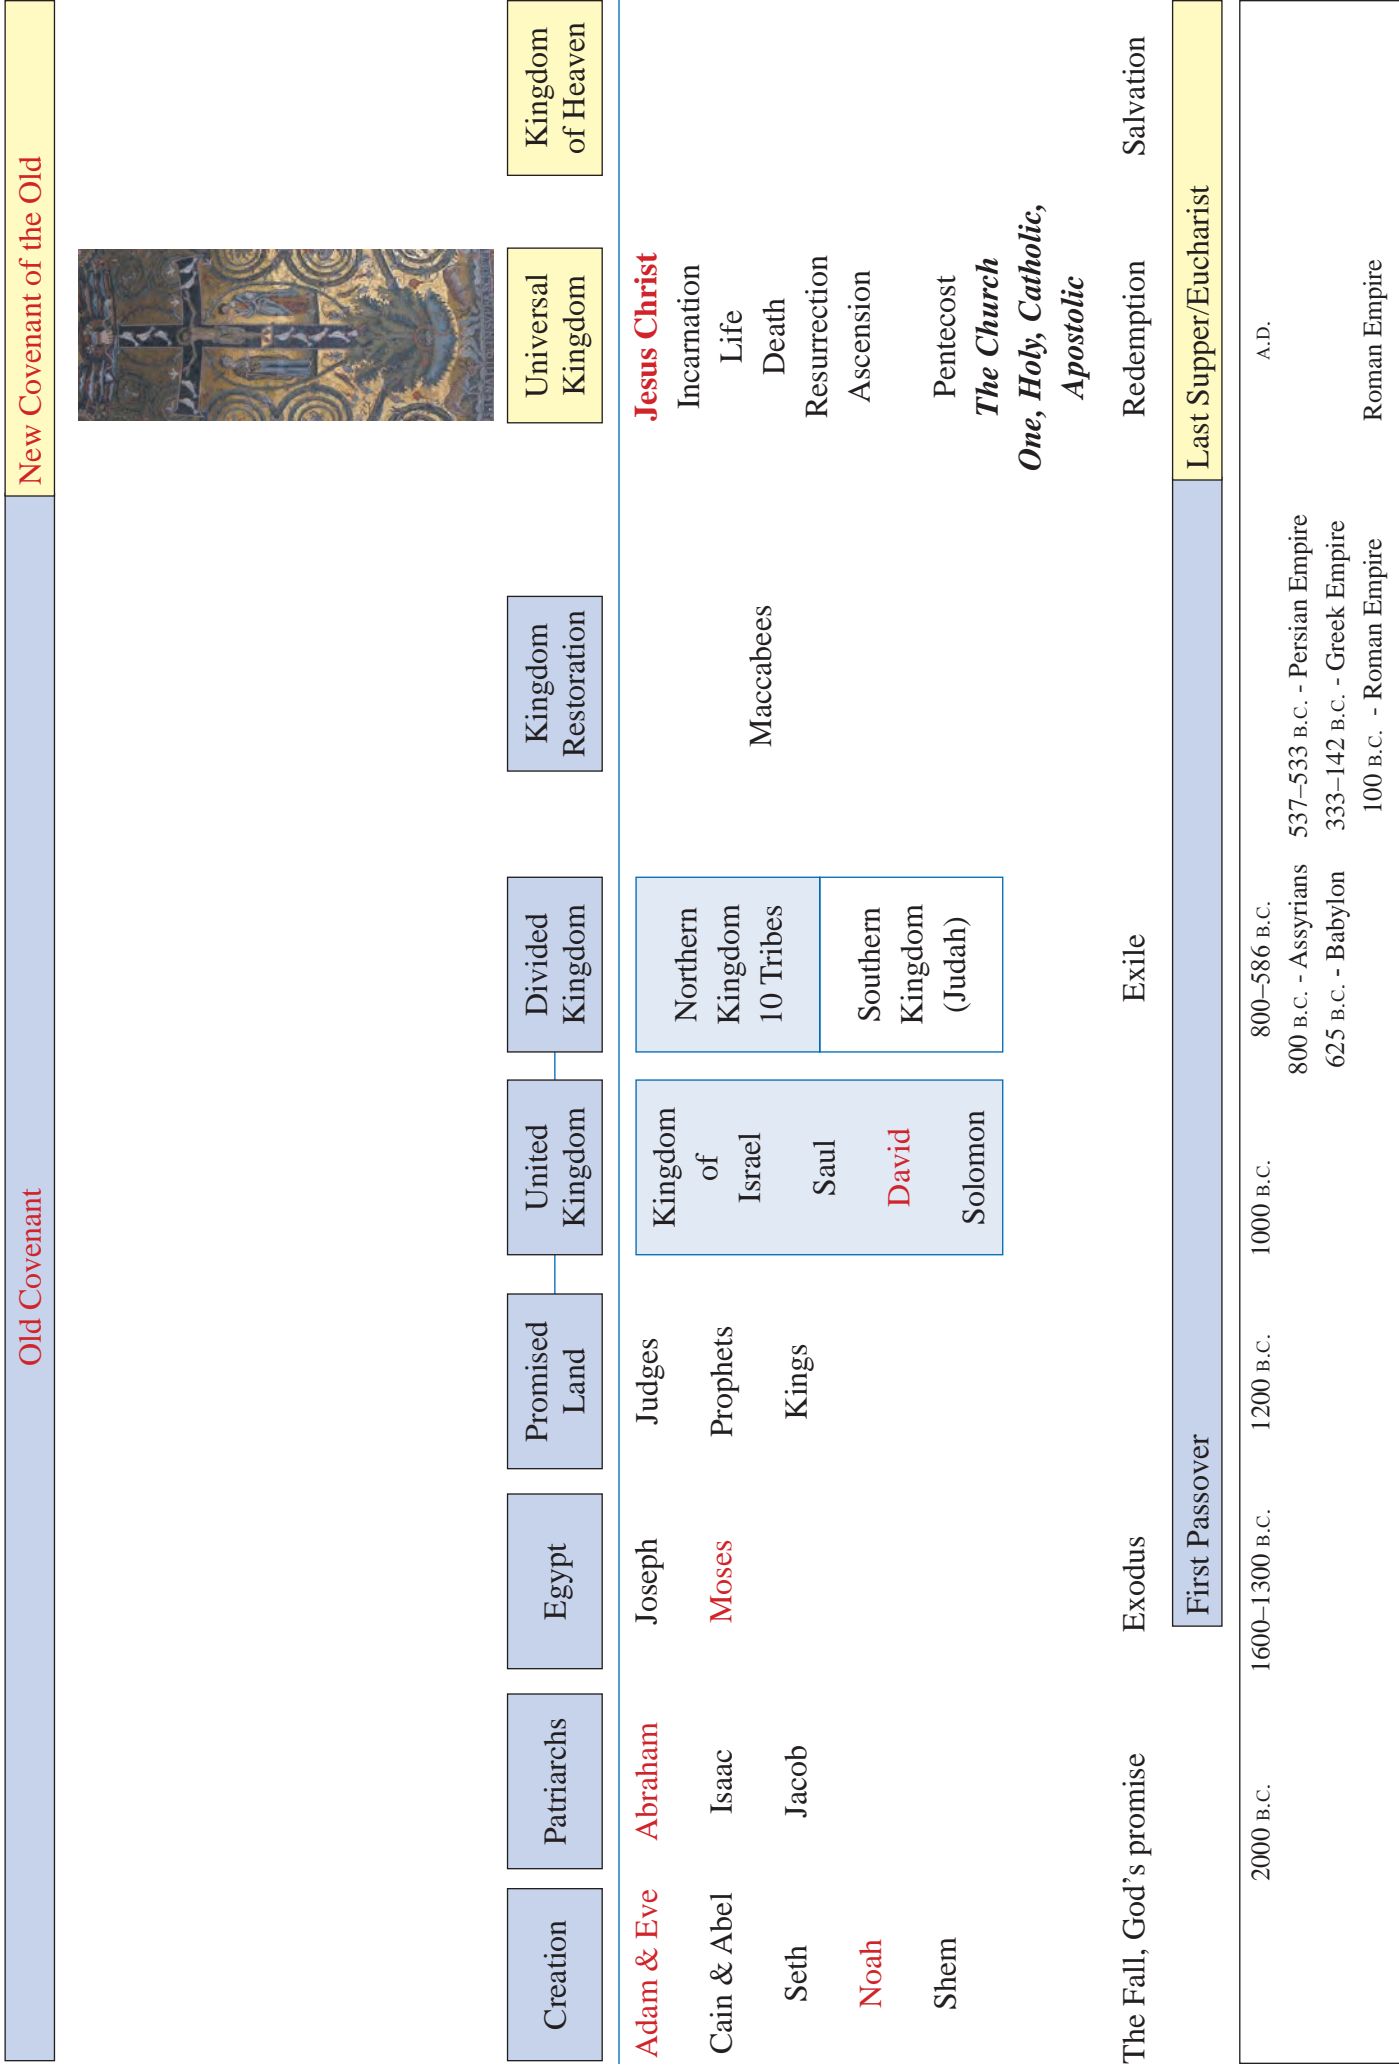 Old Covenant
New Covenant of the Old
Creation
Patriarchs
Egypt
Promised
Land
United
Kingdom
Divided
Kingdom
Kingdom
Restoration
Universal
Kingdom
Kingdom
of Heaven
Adam & Eve
Cain & Abel
Seth
Noah
Shem
Abraham
Isaac
Jacob
Joseph
Moses
Judges
Prophets
Kings
Kingdom
of
Israel
Saul
David
Solomon
Northern
Kingdom
10 Tribes
Southern
Kingdom
(Judah)
Maccabees
Jesus Christ
Incarnation
Life
Death
Resurrection
Ascension
Pentecost
The Church
One, Holy, Catholic,
Apostolic
The Fall, God’s promise
Exodus
Exile
Redemption
Salvation
First Passover
Last Supper/Eucharist
2000 B.C.
1600–1300 B.C.
1200 B.C.
1000 B.C.
800–586 B.C.
A.D.
800 B.C. - Assyrians
537–533 B.C. - Persian Empire
625 B.C. - Babylon
333–142 B.C. - Greek Empire
100 B.C. - Roman Empire
Roman Empire